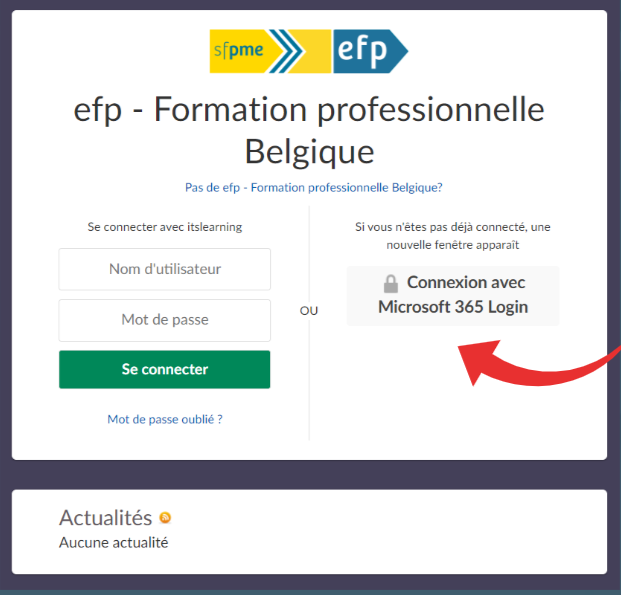 sfpme efp
efp - Formation professionnelle
Belgique
Pas de efp - Formation professionnelle Belgique?
Se connecter avec itslearning
Nom d'utilisateur
Mot de passe
Se connecter
Mot de passe oublié ?
OU
Si vous n'êtes pas déjà connecté, une
nouvelle fenêtre apparaît
Connexion avec
Microsoft 365 Login
Actualités
Aucune actualité